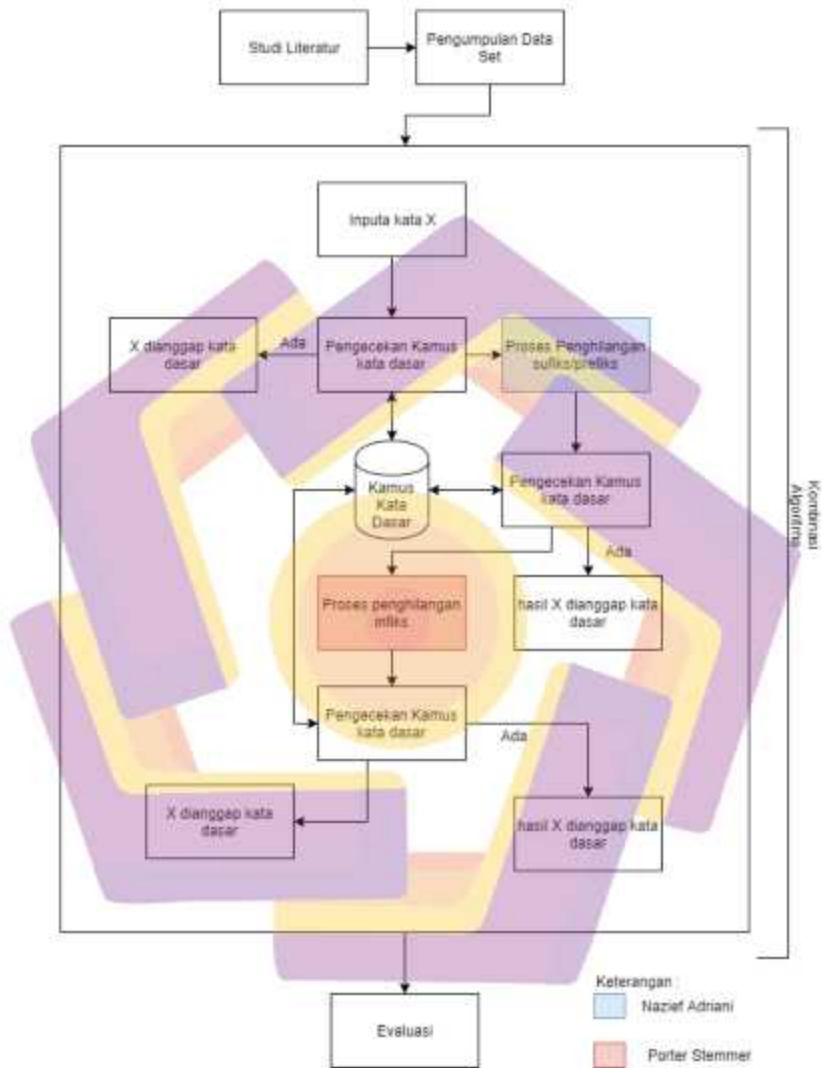 Studi Literatur
Pengumpulan Data
Set
Inputa kata X
X dianggap kata
dasar
Ada
Pengecekan Kamus
kata dasar
Proses Penghilangan
sufiks/prefiks
Kamus
Kata
Dasar
Pengecekan Kamus
kata dasar
Ada
Proses penghilangan
infiks
hasil X dianggap kata
dasar
Pengecekan Kamus
kata dasar
Ada
X dianggap kata
dasar
hasil X dianggap kata
dasar
Kombinasi
Algoritma
Evaluasi
Keterangan :
Nazief Adriani
Porter Stemmer